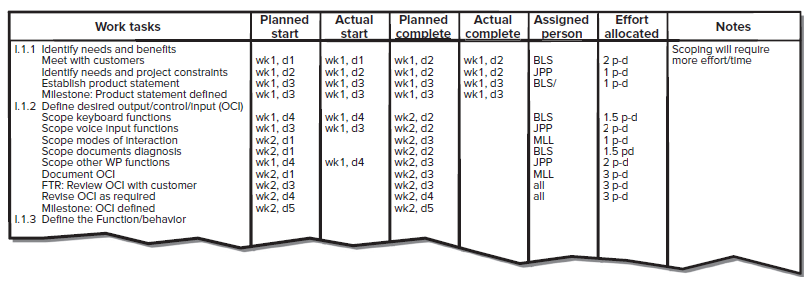 Work tasks Planned start Actual start Planned complete Actual complete Assigned person Effort allocated Notes
I.1.1 Identify needs and benefits Scoping will require
Meet with customers wk1, d1 wk1, d1 wk1, d2 wk1, d2 BLS 2 p-d more effort/time
Identify needs and project constraints wk1, d2 wk1, d2 wk1, d2 wk1, d2 JPP 1 p-d
Establish product statement wk1, d3 wk1, d3 wk1, d3 wk1, d3 BLS/ 1 p-d
Milestone: Product statement defined wk1, d3 wk1, d3 wk1, d3 wk1, d3
I.1.2 Define desired output/control/input (OCI)
Scope keyboard functions wk1, d4 wk1, d4 wk2, d2 BLS 1.5 p-d
Scope voice input functions wk1, d3 wk1, d3 wk2, d2 JPP 2 p-d
Scope modes of interaction wk2, d1 wk2, d3 MLL 1 p-d
Scope documents diagnosis wk2, d1 wk2, d2 BLS 1.5 pd
Scope other WP functions wk1, d4 wk1, d4 wk2, d3 JPP 2 p-d
Document OCI wk2, d1 wk2, d3 MLL 3 p-d
FTR: Review OCI with customer wk2, d3 wk2, d3 all 3 p-d
Revise OCI as required wk2, d4 wk2, d4 all 3 p-d
Milestone: OCI defined wk2, d5 wk2, d5
I.1.3 Define the Function/behavior